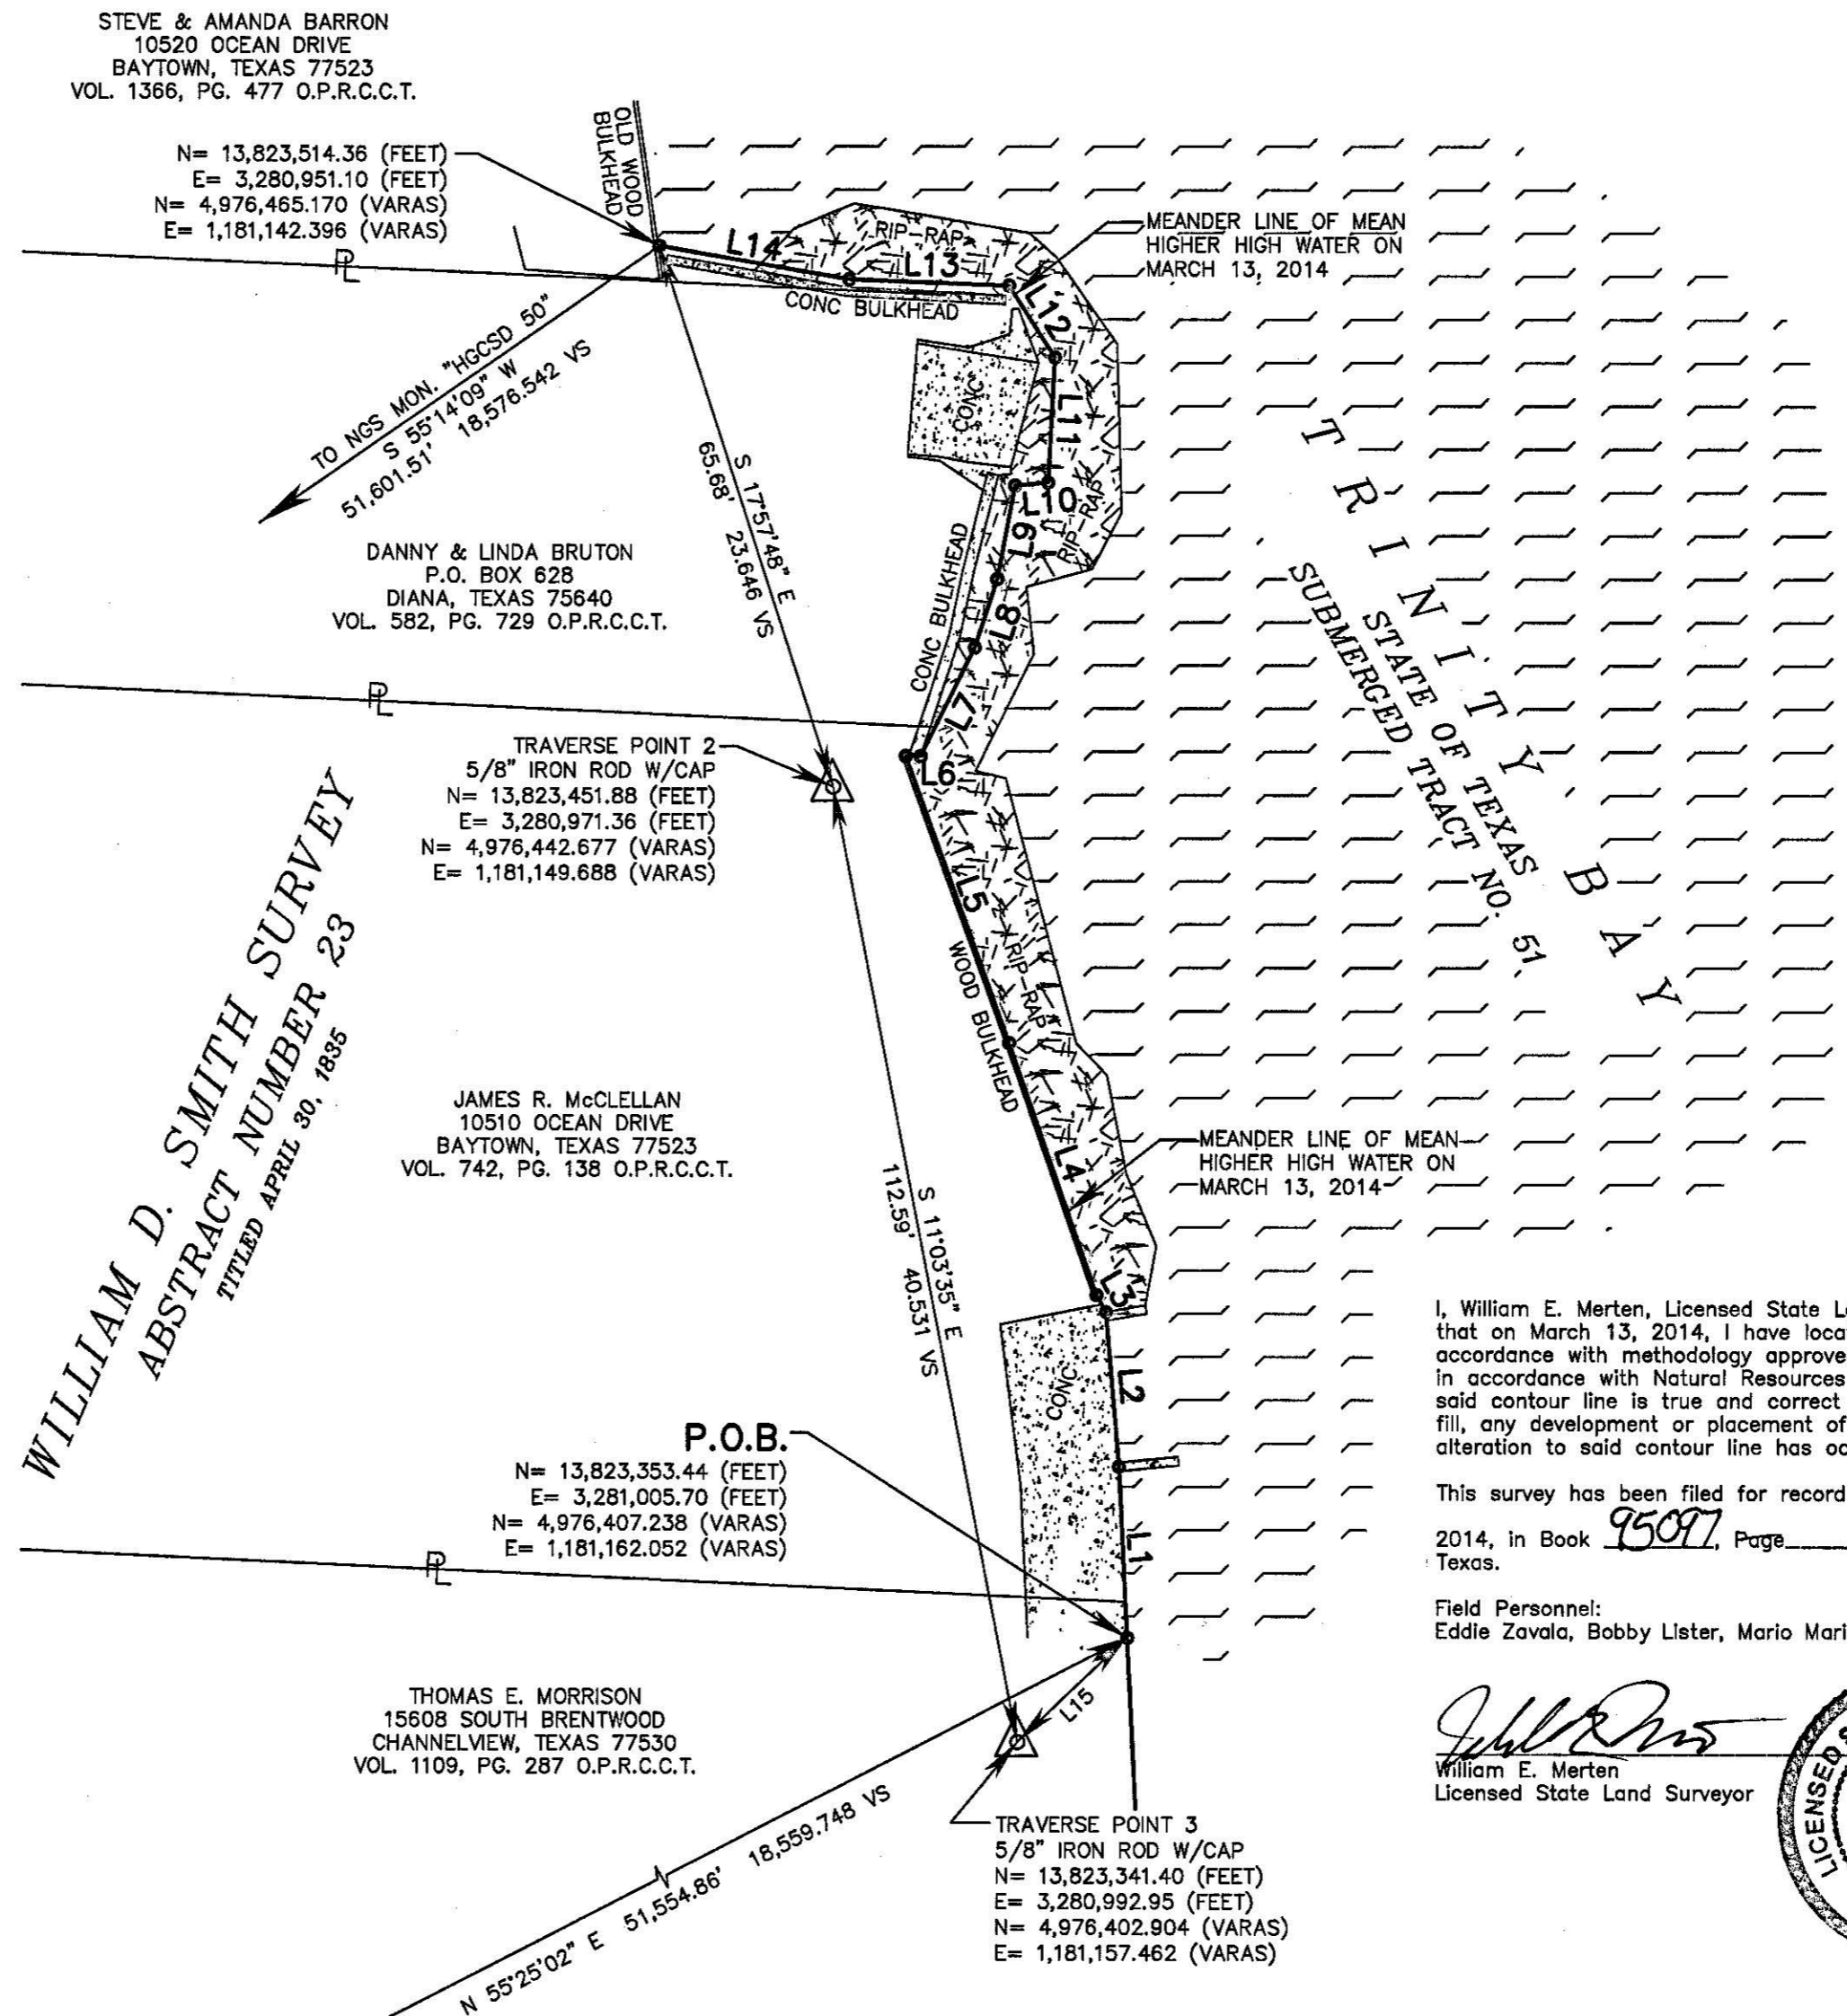 STEVE & AMANDA BARRON
10520 OCEAN DRIVE
BAYTOWN, TEXAS 77523
VOL. 1366, PG. 477 O.P.R.C.C.T.
OLD WOOD
BULKHEAD
N= 13,823,514.36 (FEET)
E= 3,280,951.10 (FEET)
N= 4,976,465.170 (VARAS)
E= 1,181,142.396 (VARAS)
PL
L14
RIP-RAP
L13
CONC BULKHEAD
MEANDER LINE OF MEAN
HIGHER HIGH WATER ON
MARCH 13, 2014
L12
CONC
L11
L10
RIP-RAP
TO NGS MON. "HGCSD 50"
S 55°14'09" W
51,601.51' 18,576.542 VS
S 17°57'48" E
65.68' 23.646 VS
L9
CONC BULKHEAD
L8
L7
DANNY & LINDA BRUTON
P.O. BOX 628
DIANA, TEXAS 75640
VOL. 582, PG. 729 O.P.R.C.C.T.
TRINITY BAY
STATE OF TEXAS
SUBMERGED TRACT NO. 51
PL
L6
TRAVERSE POINT 2
5/8" IRON ROD W/CAP
N= 13,823,451.88 (FEET)
E= 3,280,971.36 (FEET)
N= 4,976,442.677 (VARAS)
E= 1,181,149.688 (VARAS)
L5
WOOD BULKHEAD
RIP-RAP
WILLIAM D. SMITH SURVEY
ABSTRACT NUMBER 23
TITLED APRIL 30, 1835
JAMES R. McCLELLAN
10510 OCEAN DRIVE
BAYTOWN, TEXAS 77523
VOL. 742, PG. 138 O.P.R.C.C.T.
L4
MEANDER LINE OF MEAN
HIGHER HIGH WATER ON
MARCH 13, 2014
S 11°03'35" E
112.59' 40.531 VS
L3
CONC
L2
P.O.B.
N= 13,823,353.44 (FEET)
E= 3,281,005.70 (FEET)
N= 4,976,407.238 (VARAS)
E= 1,181,162.052 (VARAS)
L1
PL
L15
THOMAS E. MORRISON
15608 SOUTH BRENTWOOD
CHANNELVIEW, TEXAS 77530
VOL. 1109, PG. 287 O.P.R.C.C.T.
N 55°25'02" E 51,554.86' 18,559.748 VS
TRAVERSE POINT 3
5/8" IRON ROD W/CAP
N= 13,823,341.40 (FEET)
E= 3,280,992.95 (FEET)
N= 4,976,402.904 (VARAS)
E= 1,181,157.462 (VARAS)
I, William E. Merten, Licensed State L
that on March 13, 2014, I have loca
accordance with methodology approve
in accordance with Natural Resources
said contour line is true and correct
fill, any development or placement of
alteration to said contour line has oc
This survey has been filed for record
2014, in Book 95097, Page
Texas.
Field Personnel:
Eddie Zavala, Bobby Lister, Mario Mari
William E. Merten
Licensed State Land Surveyor
LICENSED S